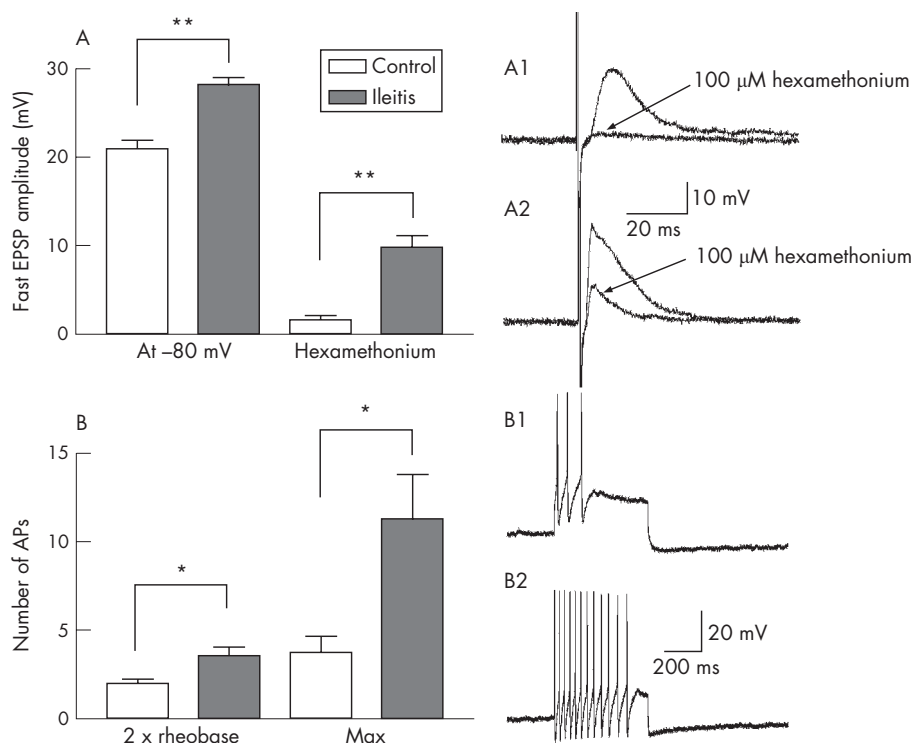 A
**
Control
Ileitis
Fast EPSP amplitude (mV)
30
20
10
0
**
At –80 mV
Hexamethonium
A1
100 µM hexamethonium
A2
10 mV
20 ms
100 µM hexamethonium
B
Number of APs
15
10
5
0
*
*
2 x rheobase
Max
B1
B2
20 mV
200 ms